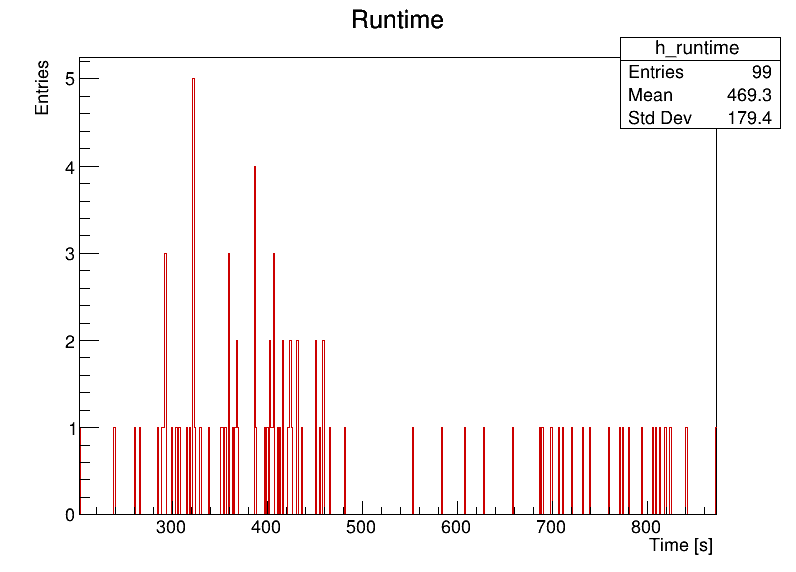 Runtime
h_runtime
Entries 99
Mean 469.3
Std Dev 179.4
Entries
5
4
3
2
1
0
300 400 500 600 700 800
Time [s]